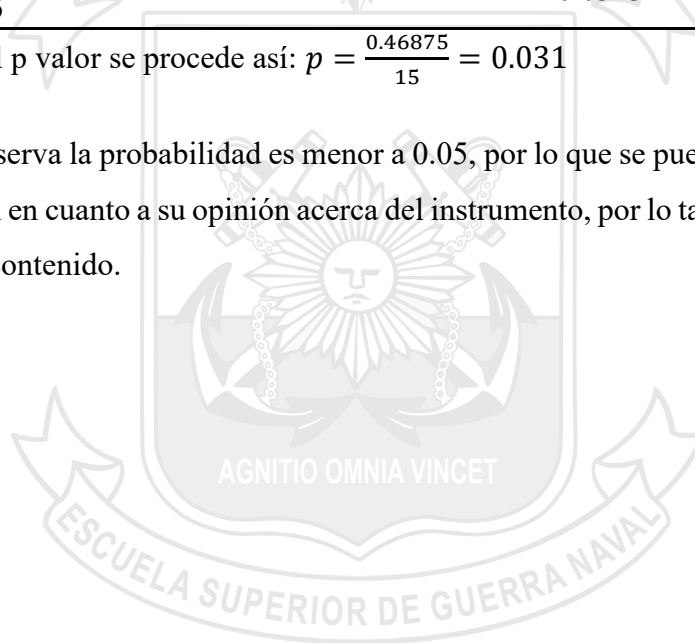 p valor se procede así: 𝑝 = 0.46875/15 = 0.031
serva la probabilidad es menor a 0.05, por lo que se pue
en cuanto a su opinión acerca del instrumento, por lo ta
ontenido.
AGNITIO OMNIA VINCET
ESCUELA SUPERIOR DE GUERRA NAVAL